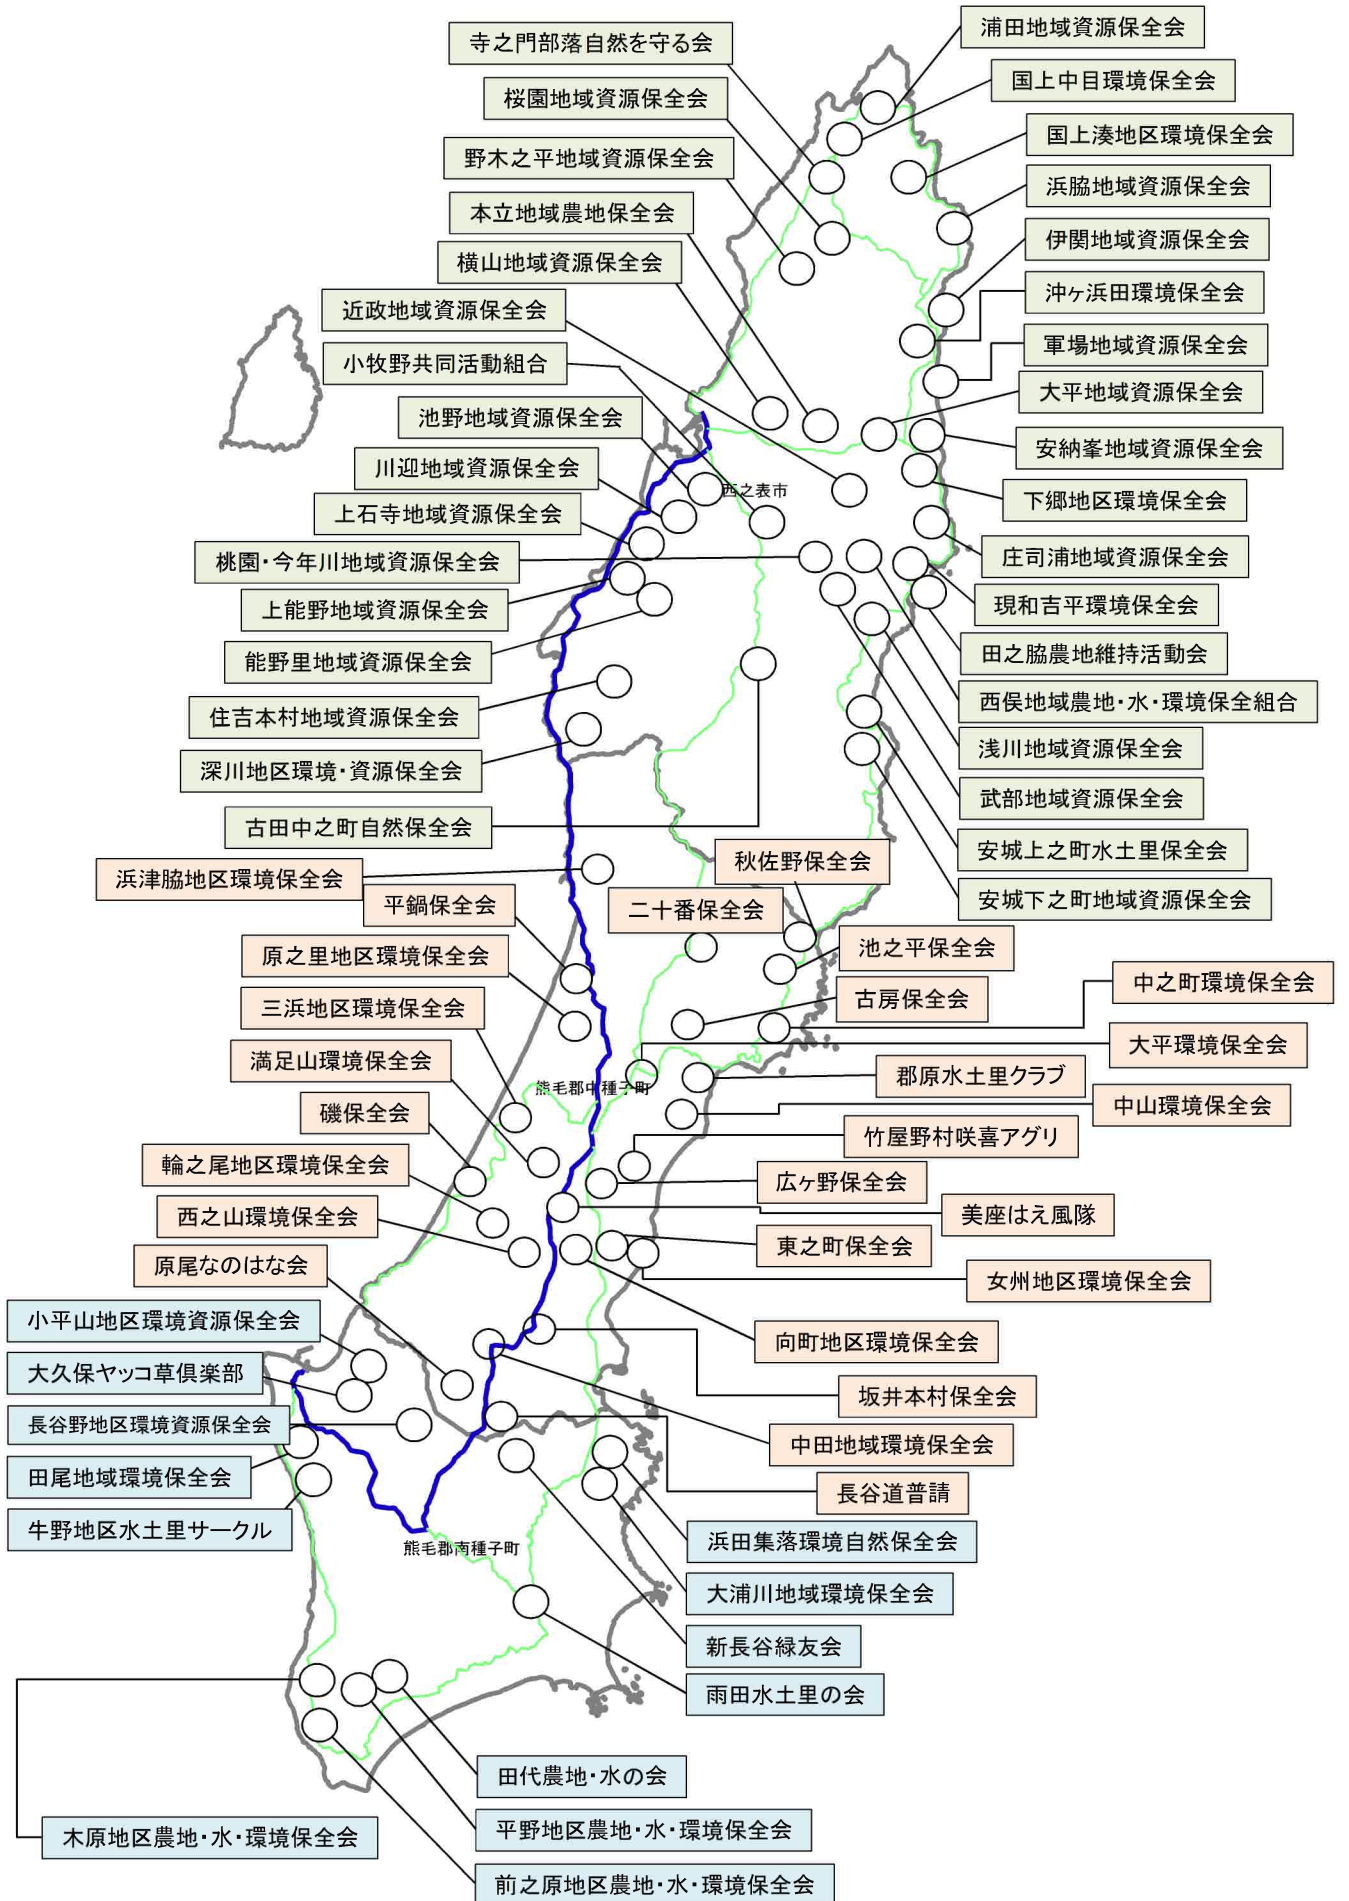 寺之門部落自然を守る会
桜園地域資源保全会
野木之平地域資源保全会
本立地域農地保全会
横山地域資源保全会
近政地域資源保全会
小牧野共同活動組合
池野地域資源保全会
川迎地域資源保全会
上石寺地域資源保全会
桃園・今年川地域資源保全会
上能野地域資源保全会
能野里地域資源保全会
住吉本村地域資源保全会
深川地区環境・資源保全会
古田中之町自然保全会
浦田地域資源保全会
国上中目環境保全会
国上湊地区環境保全会
浜脇地域資源保全会
伊関地域資源保全会
沖ヶ浜田環境保全会
軍場地域資源保全会
大平地域資源保全会
安納峯地域資源保全会
下郷地区環境保全会
庄司浦地域資源保全会
現和吉平環境保全会
田之脇農地維持活動会
西俣地域農地・水・環境保全組合
浅川地域資源保全会
武部地域資源保全会
安城上之町水土里保全会
安城下之町地域資源保全会
西之表市
浜津脇地区環境保全会
平鍋保全会
原之里地区環境保全会
三浜地区環境保全会
満足山環境保全会
磯保全会
輪之尾地区環境保全会
西之山環境保全会
原尾なのはな会
秋佐野保全会
二十番保全会
池之平保全会
古房保全会
中之町環境保全会
大平環境保全会
郡原水土里クラブ
中山環境保全会
竹屋野村咲喜アグリ
広ヶ野保全会
美座はえ風隊
東之町保全会
女州地区環境保全会
向町地区環境保全会
坂井本村保全会
中田地域環境保全会
長谷道普請
熊毛郡中種子町
小平山地区環境資源保全会
大久保ヤッコ草倶楽部
長谷野地区環境資源保全会
田尾地域環境保全会
牛野地区水土里サークル
熊毛郡南種子町
浜田集落環境自然保全会
大浦川地域環境保全会
新長谷緑友会
雨田水土里の会
田代農地・水の会
平野地区農地・水・環境保全会
木原地区農地・水・環境保全会
前之原地区農地・水・環境保全会